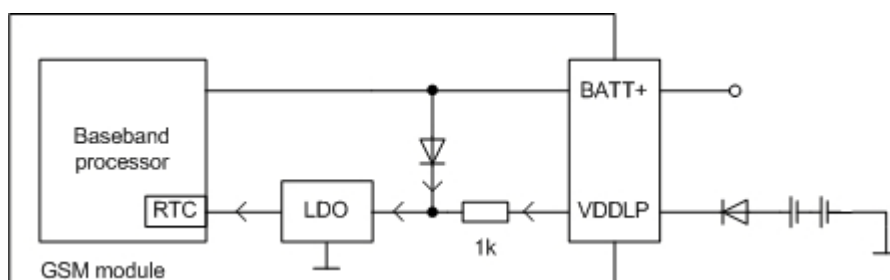 BATT+
Baseband
processor
RTC
LDO
VDDLP
1k
GSM module